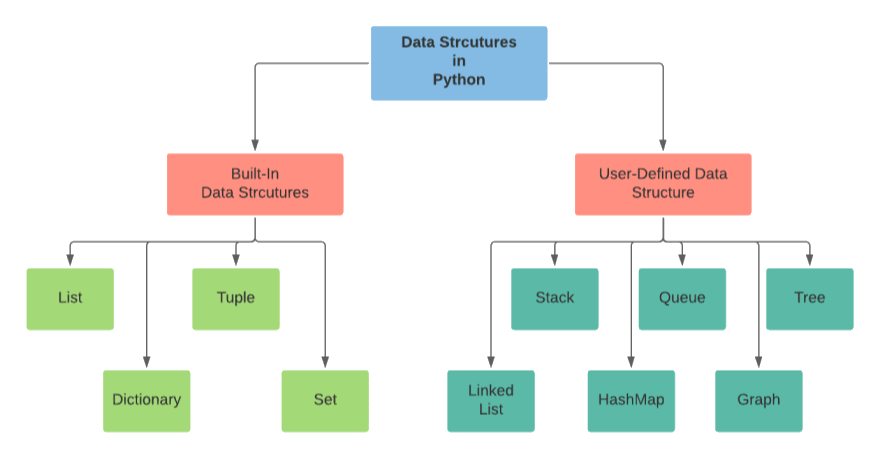 Data Strcutures
in
Python
Built-In
Data Strcutures
User-Defined Data
Structure
List
Tuple
Stack
Queue
Tree
Dictionary
Set
Linked
List
HashMap
Graph